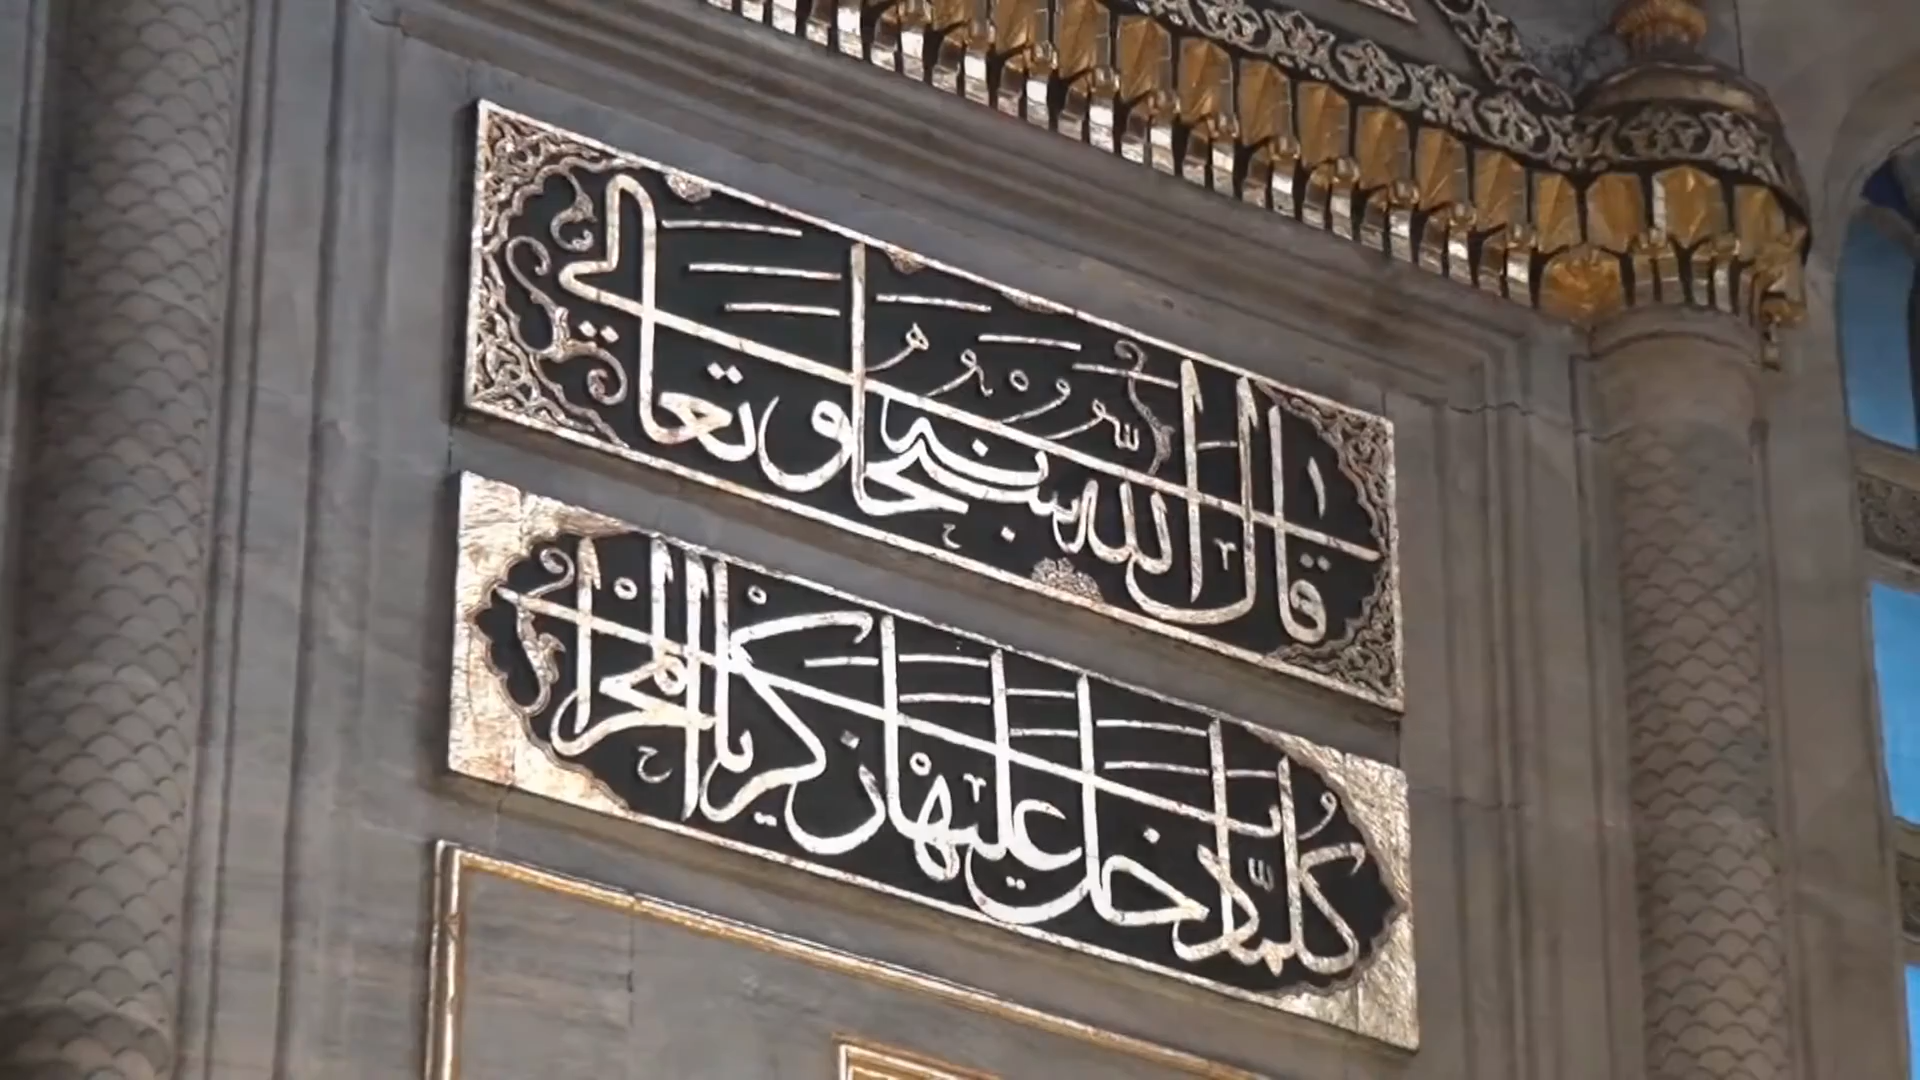 قال الله سبحانه وتعالى
كلما دخل عليها زكريا المحراب